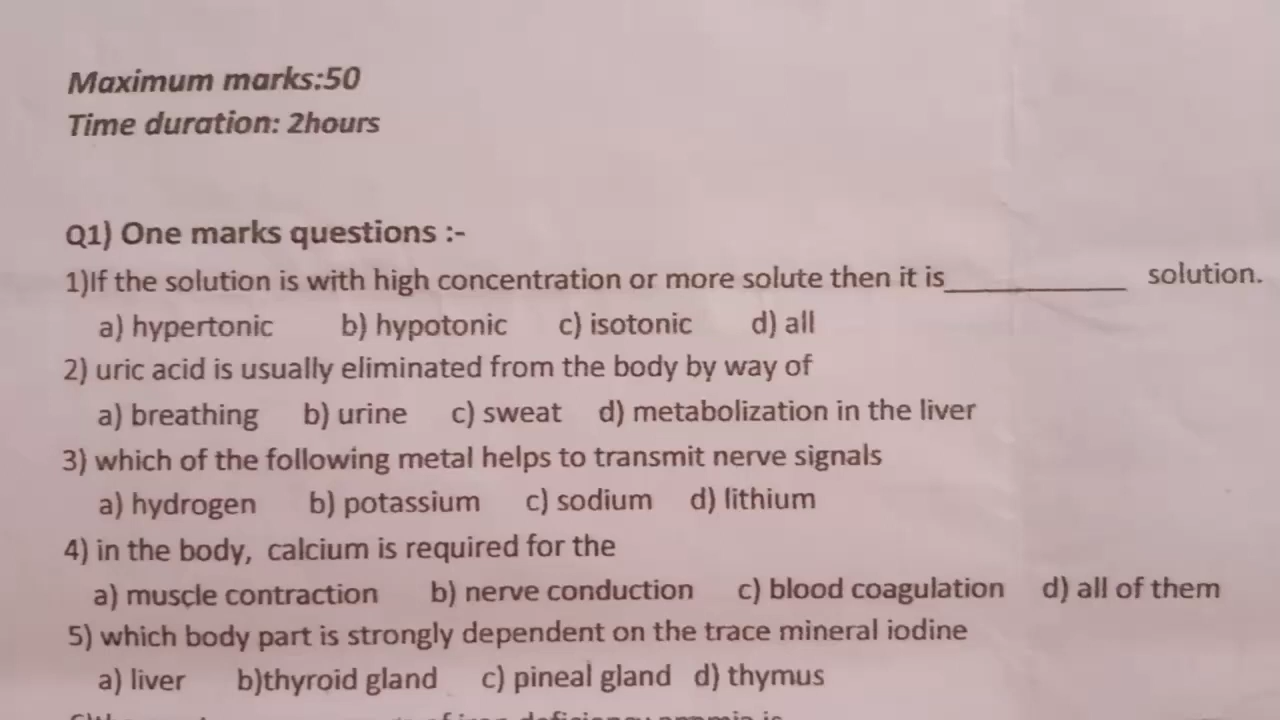 Maximum marks:50
Time duration: 2hours
Q1) One marks questions :-
1)If the solution is with high concentration or more solute then it is____________ solution.
a) hypertonic b) hypotonic c) isotonic d) all
2) uric acid is usually eliminated from the body by way of
a) breathing b) urine c) sweat d) metabolization in the liver
3) which of the following metal helps to transmit nerve signals
a) hydrogen b) potassium c) sodium d) lithium
4) in the body, calcium is required for the
a) muscle contraction b) nerve conduction c) blood coagulation d) all of them
5) which body part is strongly dependent on the trace mineral iodine
a) liver b)thyroid gland c) pineal gland d) thymus